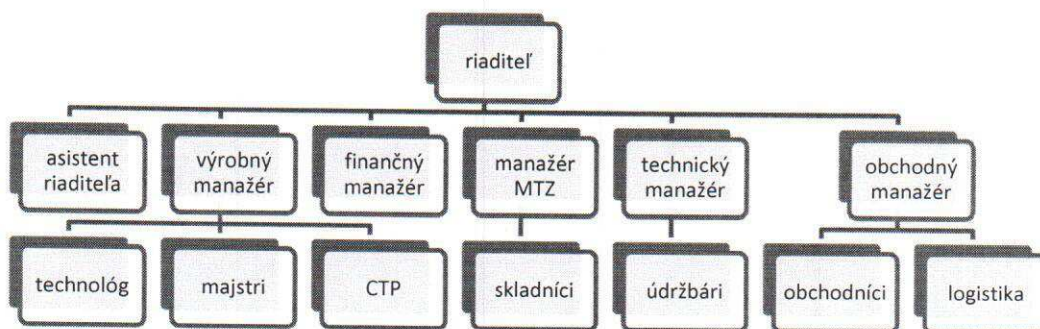 riaditeľ
asistent
riaditeľa
výrobný
manažér
finančný
manažér
manažér
MTZ
technický
manažér
obchodný
manažér
technológ
majstri
CTP
skladníci
údržbári
obchodníci
logistika